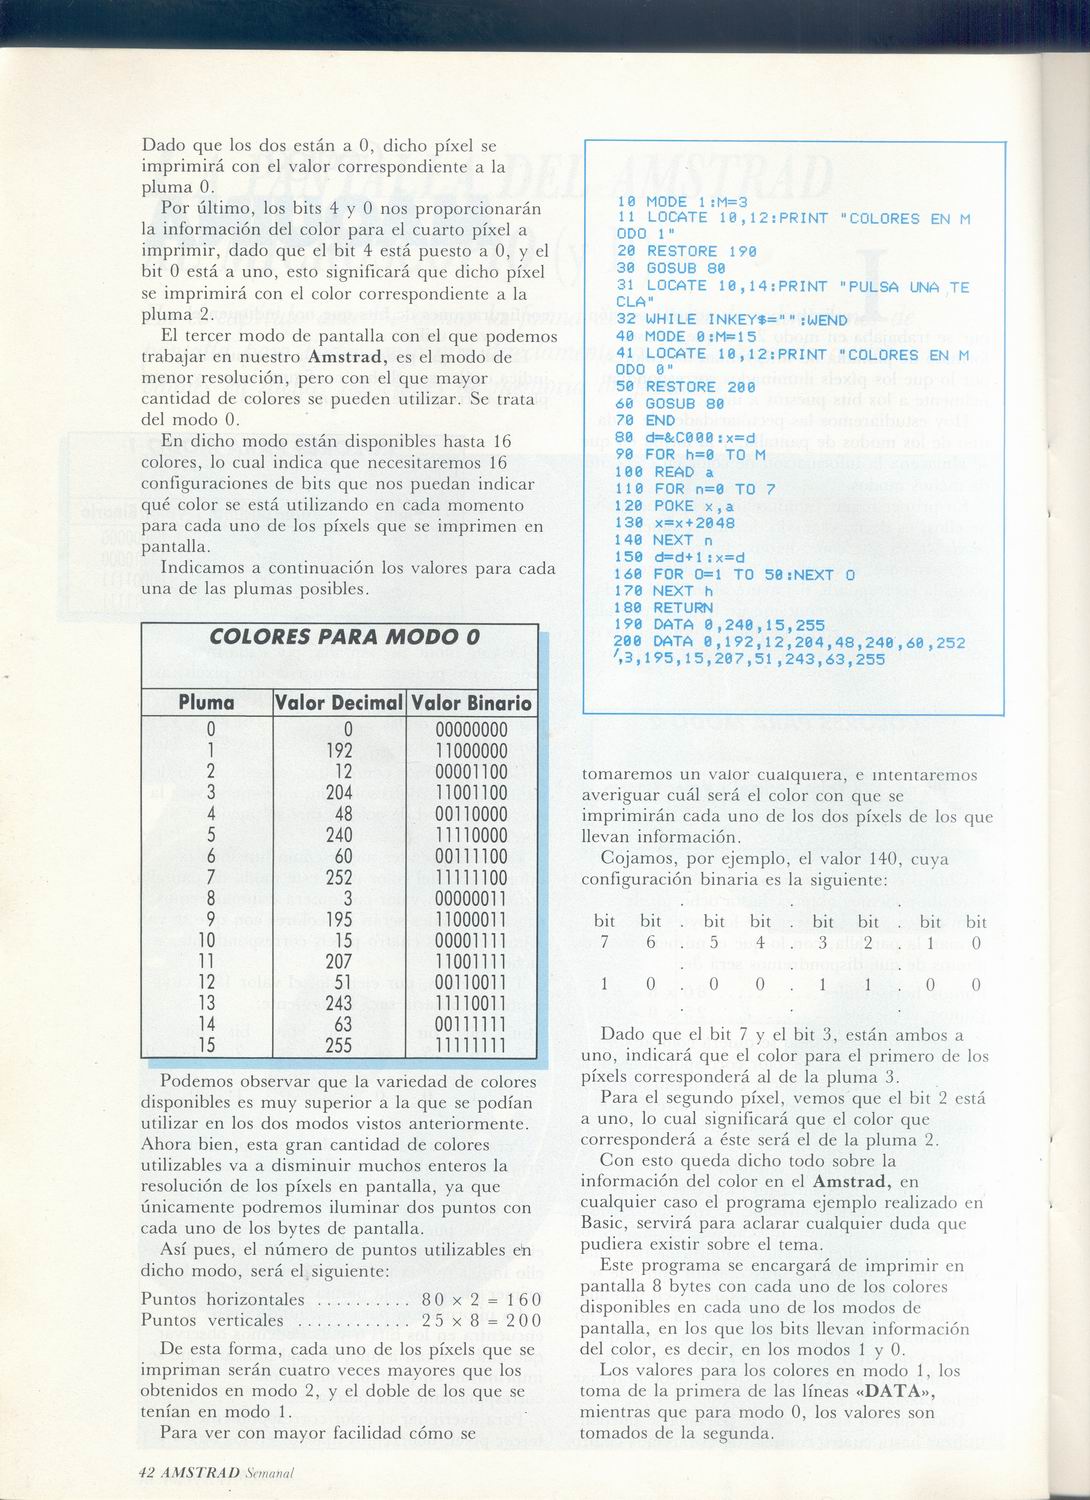 Dado que los dos están a 0, dicho píxel se
imprimirá con el valor correspondiente a la
pluma 0.
Por último, los bits 4 y 0 nos proporcionarán
la información del color para el cuarto píxel a
imprimir, dado que el bit 4 está puesto a 0, y el
bit 0 está a uno, esto significará que dicho píxel
se imprimirá con el color correspondiente a la
pluma 2.
El tercer modo de pantalla con el que podemos
trabajar en nuestro Amstrad, es el modo de
menor resolución, pero con el que mayor
cantidad de colores se pueden utilizar. Se trata
del modo 0.
En dicho modo están disponibles hasta 16
colores, lo cual indica que necesitaremos 16
configuraciones de bits que nos puedan indicar
qué color se está utilizando en cada momento
para cada uno de los píxels que se imprimen en
pantalla.
Indicamos a continuación los valores para cada
una de las plumas posibles.
COLORES PARA MODO 0
Pluma Valor Decimal Valor Binario
0 0 00000000
1 192 11000000
2 12 00001100
3 204 11001100
4 48 00110000
5 240 11110000
6 60 00111100
7 252 11111100
8 3 00000011
9 195 11000011
10 15 00001111
11 207 11001111
12 51 00110011
13 243 11110011
14 63 00111111
15 255 11111111
Podemos observar que la variedad de colores
disponibles es muy superior a la que se podían
utilizar en los dos modos vistos anteriormente.
Ahora bien, esta gran cantidad de colores
utilizables va a disminuir muchos enteros la
resolución de los píxels en pantalla, ya que
únicamente podremos iluminar dos puntos con
cada uno de los bytes de pantalla.
Así pues, el número de puntos utilizables en
dicho modo, será el siguiente:
Puntos horizontales .......... 80 × 2 = 160
Puntos verticales ............ 25 × 8 = 200
De esta forma, cada uno de los píxels que se
impriman serán cuatro veces mayores que los
obtenidos en modo 2, y el doble de los que se
tenían en modo 1.
Para ver con mayor facilidad cómo se
10 MODE 1:M=3
11 LOCATE 10,12:PRINT "COLORES EN M
ODO 1"
20 RESTORE 190
30 GOSUB 80
31 LOCATE 10,14:PRINT "PULSA UNA TE
CLA"
32 WHILE INKEY$="":WEND
40 MODE 0:M=15
41 LOCATE 10,12:PRINT "COLORES EN M
ODO 0"
50 RESTORE 200
60 GOSUB 80
70 END
80 d=&C000:x=d
90 FOR h=0 TO M
100 READ a
110 FOR n=0 TO 7
120 POKE x,a
130 x=x+2048
140 NEXT n
150 d=d+1:x=d
160 FOR O=1 TO 50:NEXT O
170 NEXT h
180 RETURN
190 DATA 0,240,15,255
200 DATA 0,192,12,204,48,240,60,252
,3,195,15,207,51,243,63,255
tomaremos un valor cualquiera, e intentaremos
averiguar cuál será el color con que se
imprimirán cada uno de los dos píxels de los que
llevan información.
Cojamos, por ejemplo, el valor 140, cuya
configuración binaria es la siguiente:
bit bit . bit bit . bit bit . bit bit
7 6 . 5 4 . 3 2 . 1 0
1 0 . 0 0 . 1 1 . 0 0
Dado que el bit 7 y el bit 3, están ambos a
uno, indicará que el color para el primero de los
píxels corresponderá al de la pluma 3.
Para el segundo píxel, vemos que el bit 2 está
a uno, lo cual significará que el color que
corresponderá a éste será el de la pluma 2.
Con esto queda dicho todo sobre la
información del color en el Amstrad, en
cualquier caso el programa ejemplo realizado en
Basic, servirá para aclarar cualquier duda que
pudiera existir sobre el tema.
Este programa se encargará de imprimir en
pantalla 8 bytes con cada uno de los colores
disponibles en cada uno de los modos de
pantalla, en los que los bits llevan información
del color, es decir, en los modos 1 y 0.
Los valores para los colores en modo 1, los
toma de la primera de las líneas «DATA»,
mientras que para modo 0, los valores son
tomados de la segunda.
42 AMSTRAD Semanal